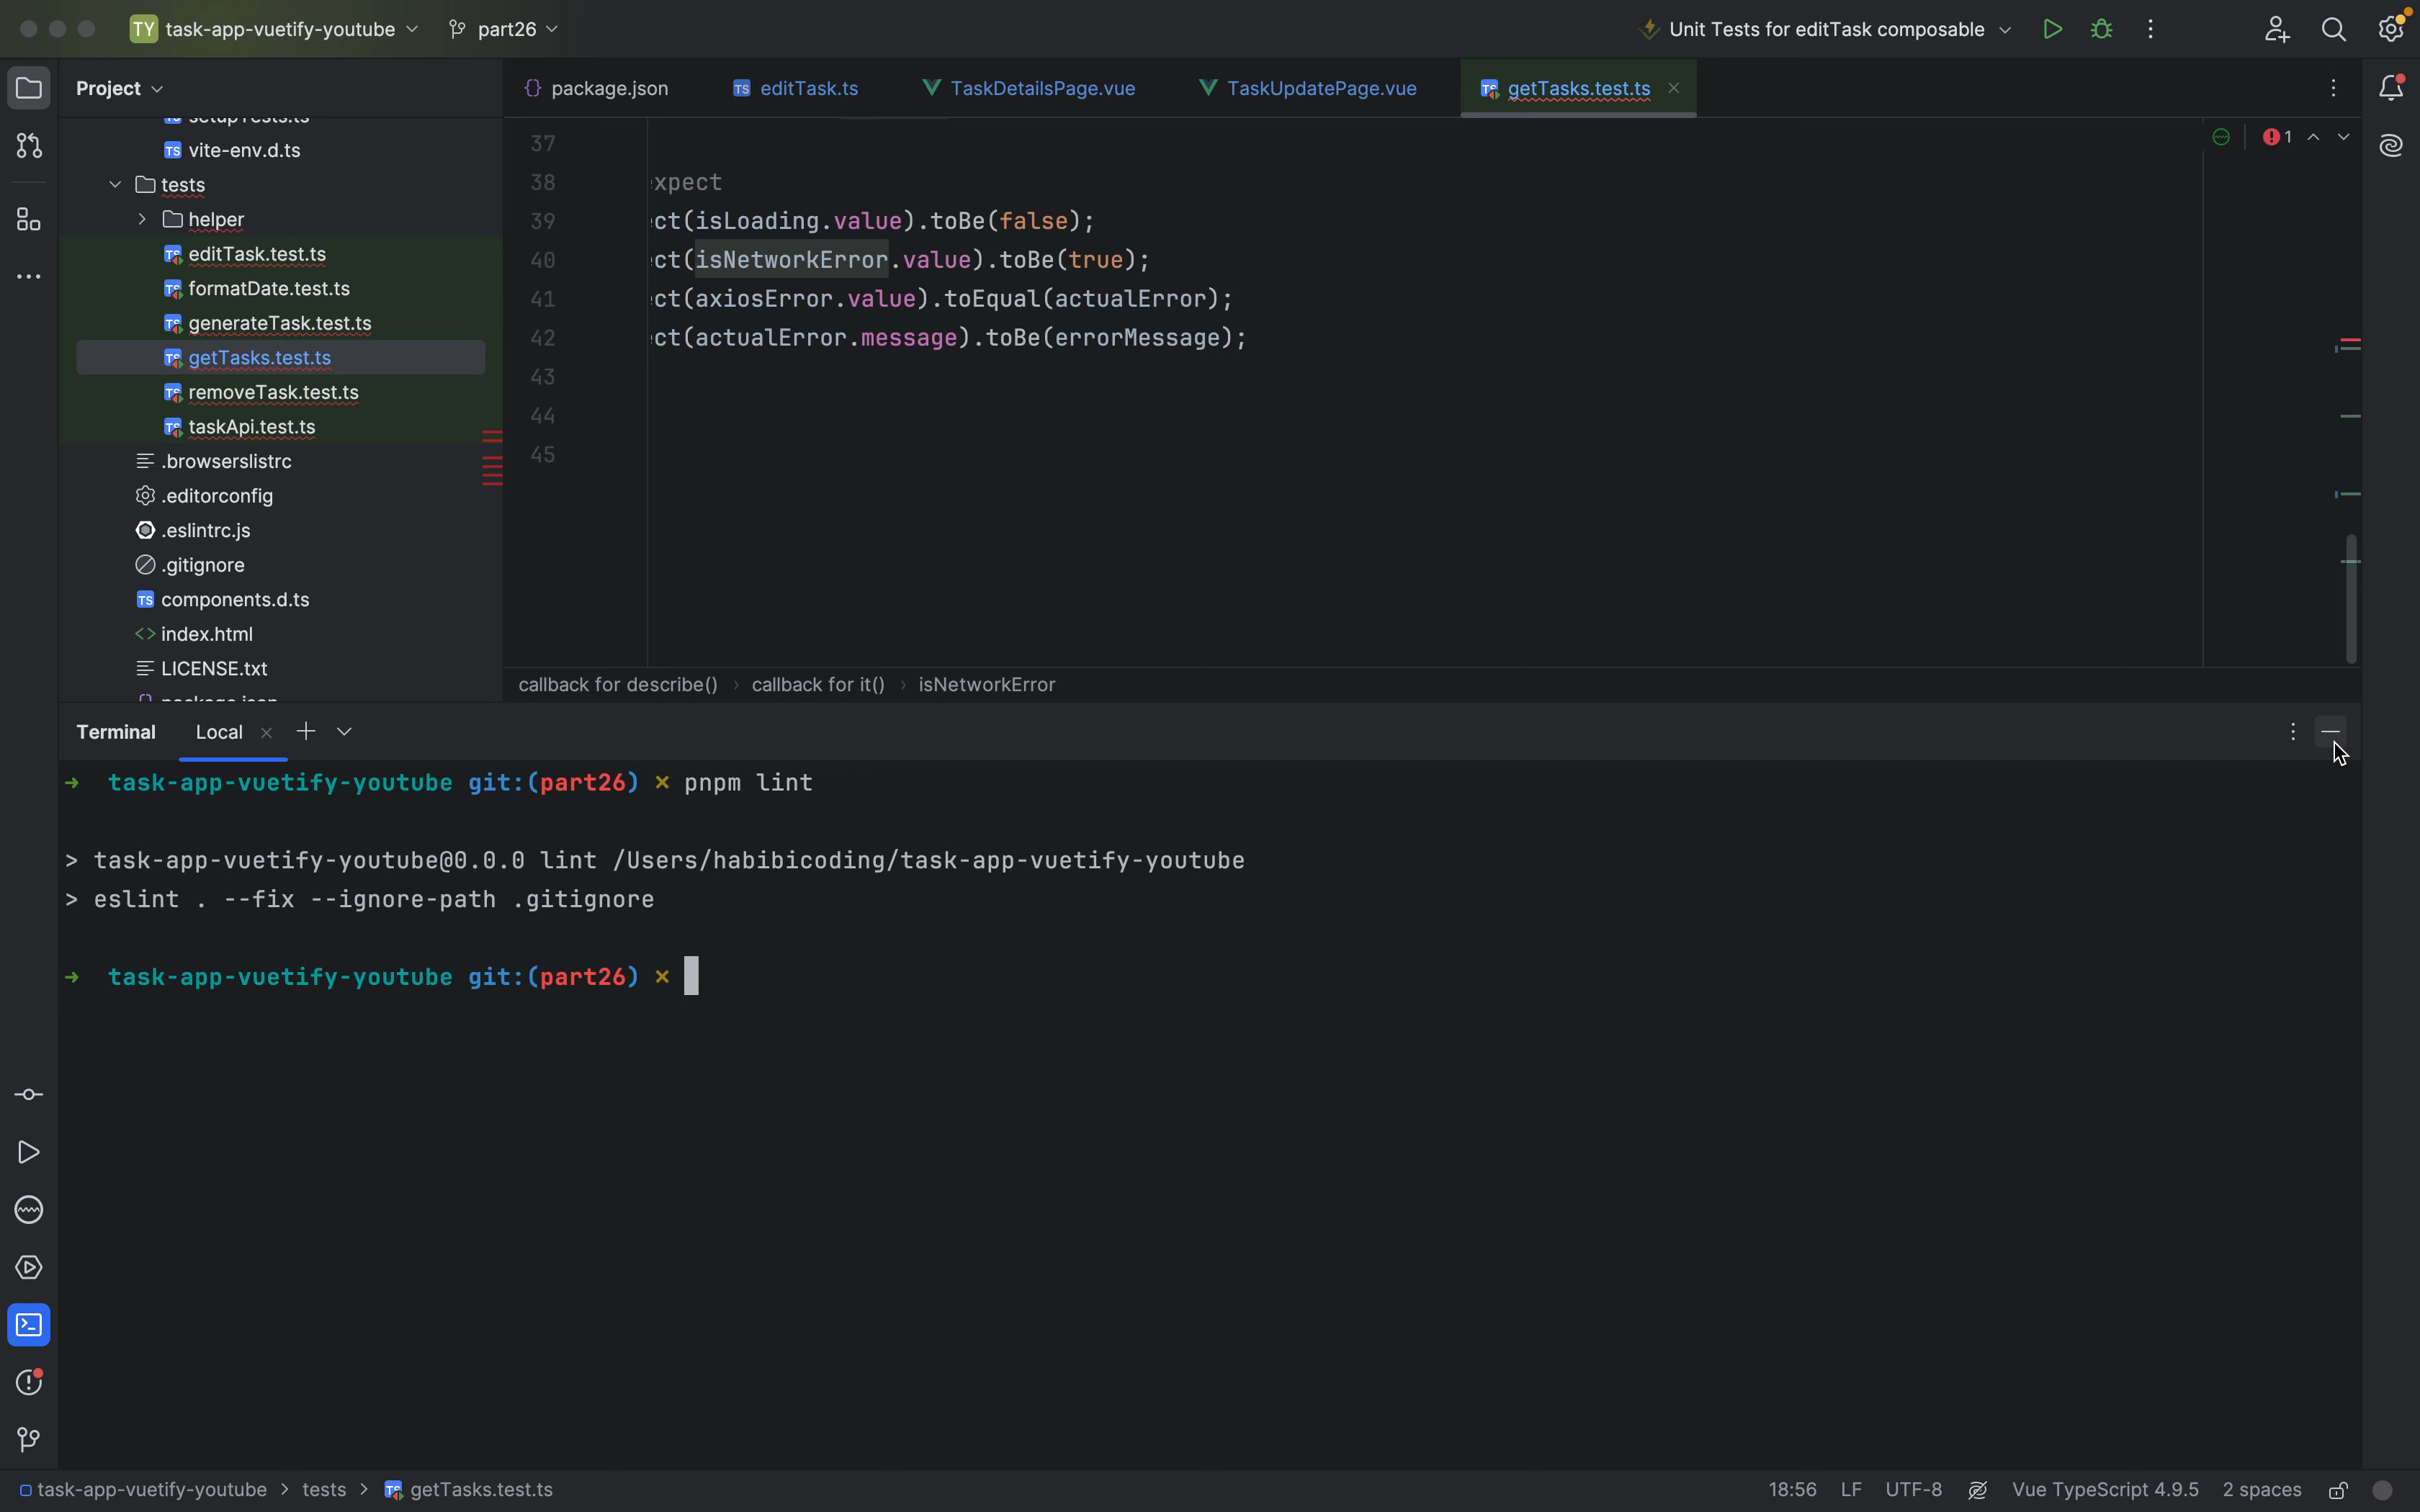 TY task-app-vuetify-youtube
part26
Unit Tests for editTask composable
Project
package.json
editTask.ts
TaskDetailsPage.vue
TaskUpdatePage.vue
getTasks.test.ts
setupTests.ts
vite-env.d.ts
tests
helper
editTask.test.ts
formatDate.test.ts
generateTask.test.ts
getTasks.test.ts
removeTask.test.ts
taskApi.test.ts
.browserslistrc
.editorconfig
.eslintrc.js
.gitignore
components.d.ts
index.html
LICENSE.txt
package.json
1
37
38 xpect
39 ct(isLoading.value).toBe(false);
40 ct(isNetworkError.value).toBe(true);
41 ct(axiosError.value).toEqual(actualError);
42 ct(actualError.message).toBe(errorMessage);
43
44
45
callback for describe() › callback for it() › isNetworkError
Terminal Local
→ task-app-vuetify-youtube git:(part26) × pnpm lint
> task-app-vuetify-youtube@0.0.0 lint /Users/habibicoding/task-app-vuetify-youtube
> eslint . --fix --ignore-path .gitignore
→ task-app-vuetify-youtube git:(part26) ×
task-app-vuetify-youtube > tests > getTasks.test.ts
18:56 LF UTF-8 Vue TypeScript 4.9.5 2 spaces